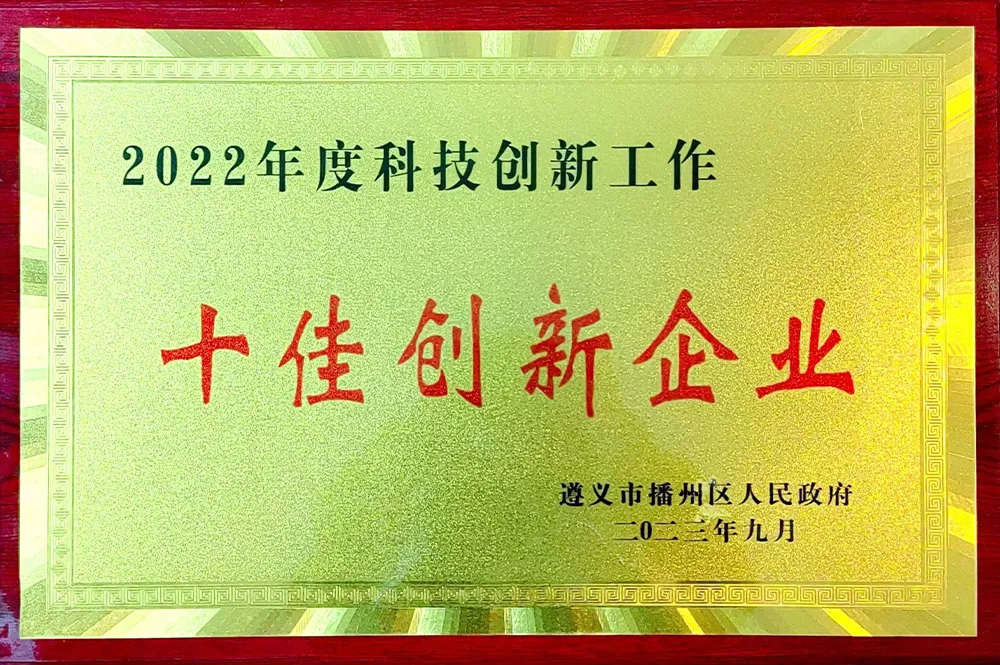 2022年度科技创新工作
十佳创新企业
遵义市播州区人民政府
二0二三年九月